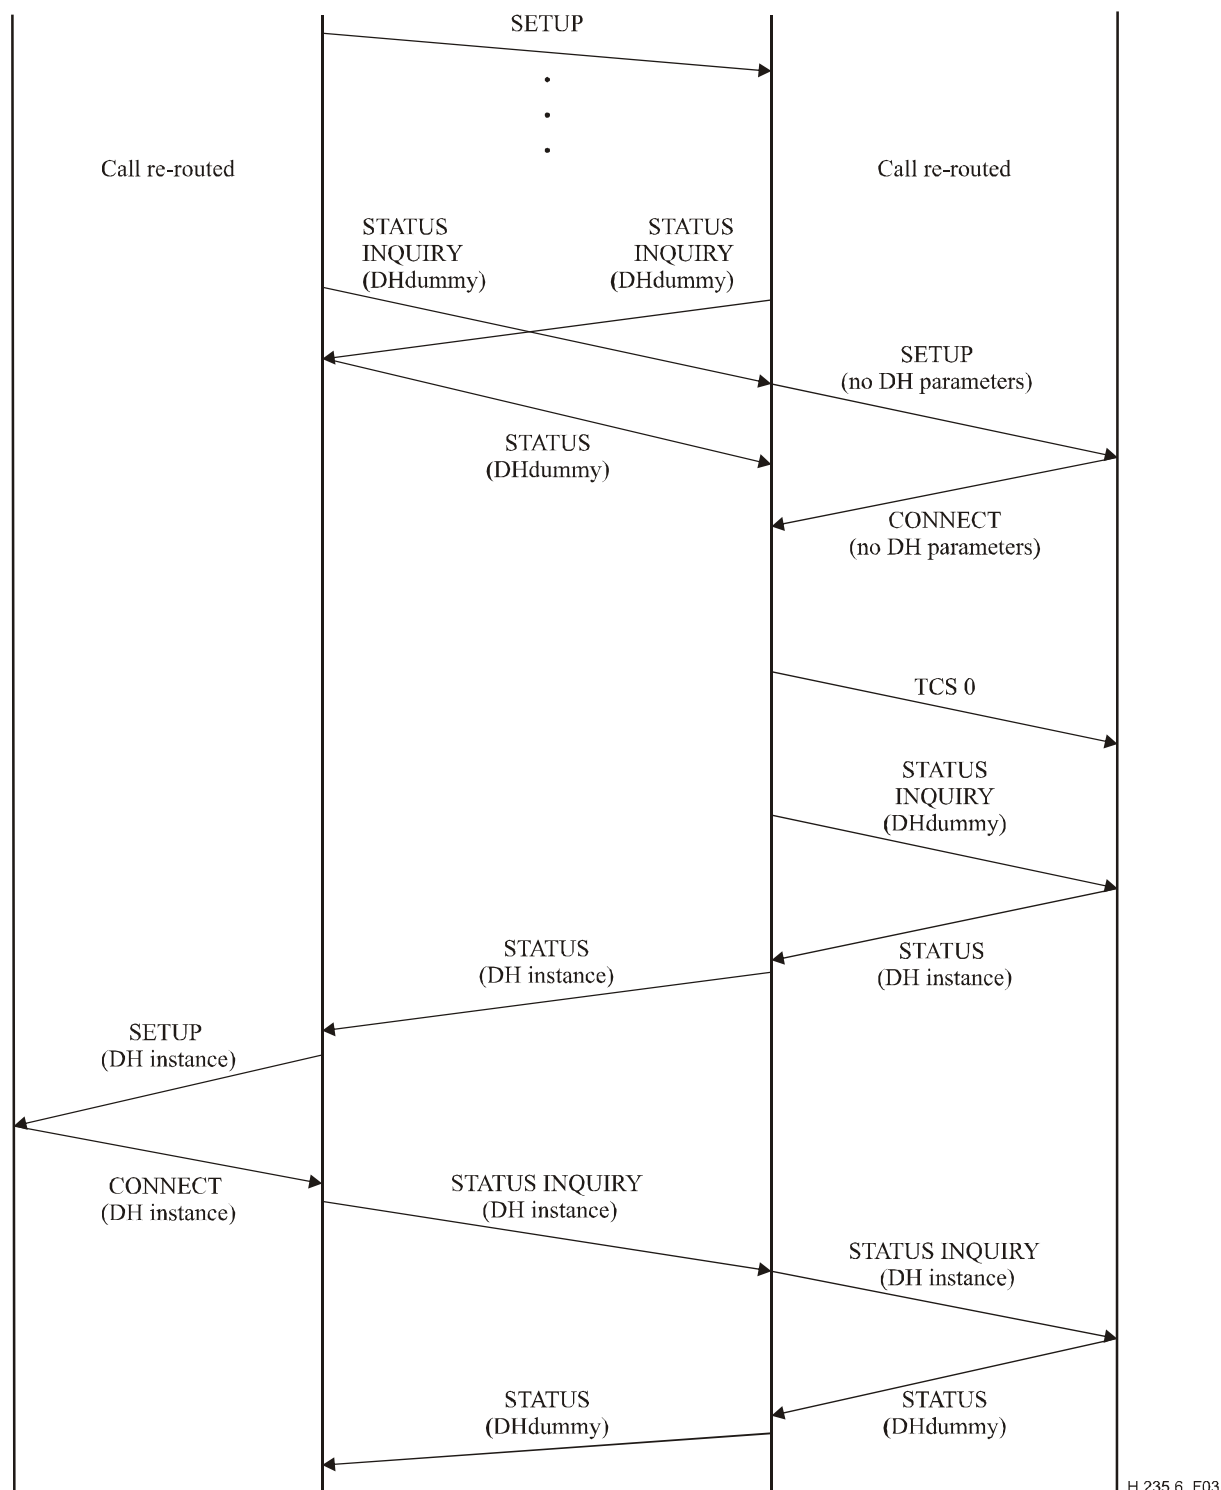 SETUP
Call re-routed
Call re-routed
STATUS
INQUIRY
(DHdummy)
STATUS
INQUIRY
(DHdummy)
SETUP
(no DH parameters)
STATUS
(DHdummy)
CONNECT
(no DH parameters)
TCS 0
STATUS
INQUIRY
(DHdummy)
STATUS
(DH instance)
STATUS
(DH instance)
SETUP
(DH instance)
CONNECT
(DH instance)
STATUS INQUIRY
(DH instance)
STATUS INQUIRY
(DH instance)
STATUS
(DHdummy)
STATUS
(DHdummy)
H.235.6_F03